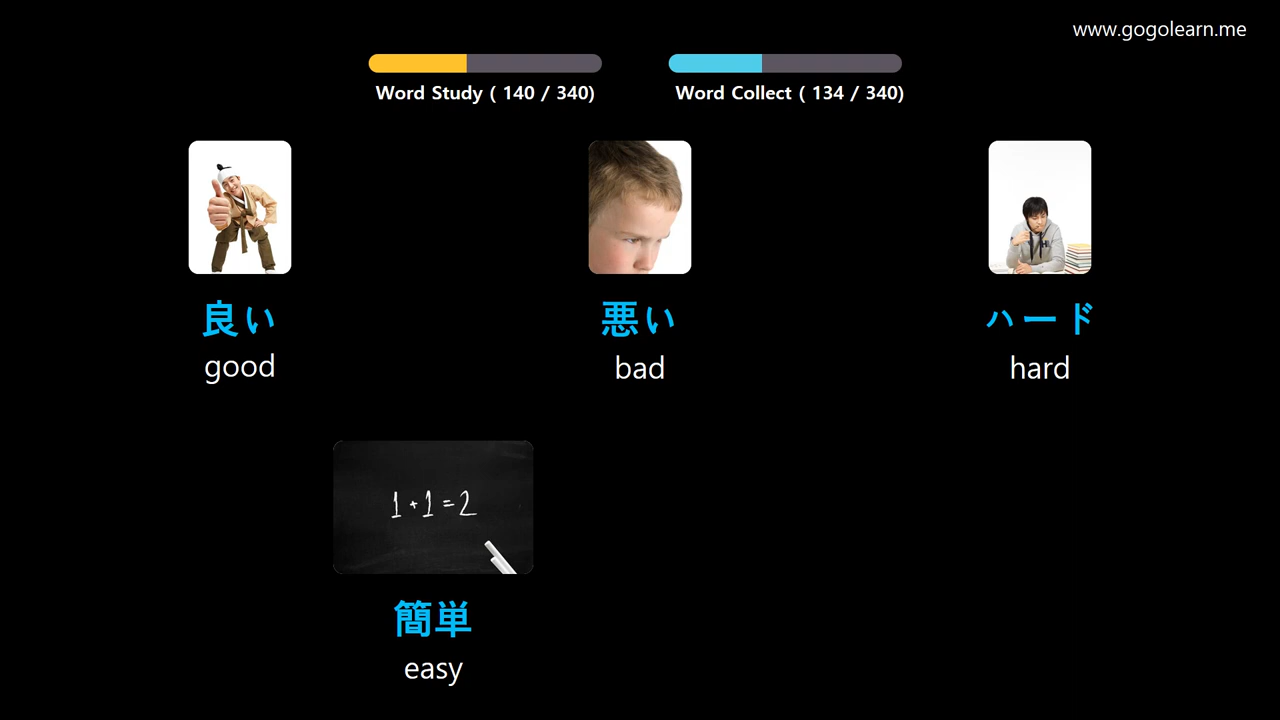 www.gogolearn.me
Word Study ( 140 / 340)
Word Collect ( 134 / 340)
良い
good
悪い
bad
ハード
hard
1+1=2
簡単
easy